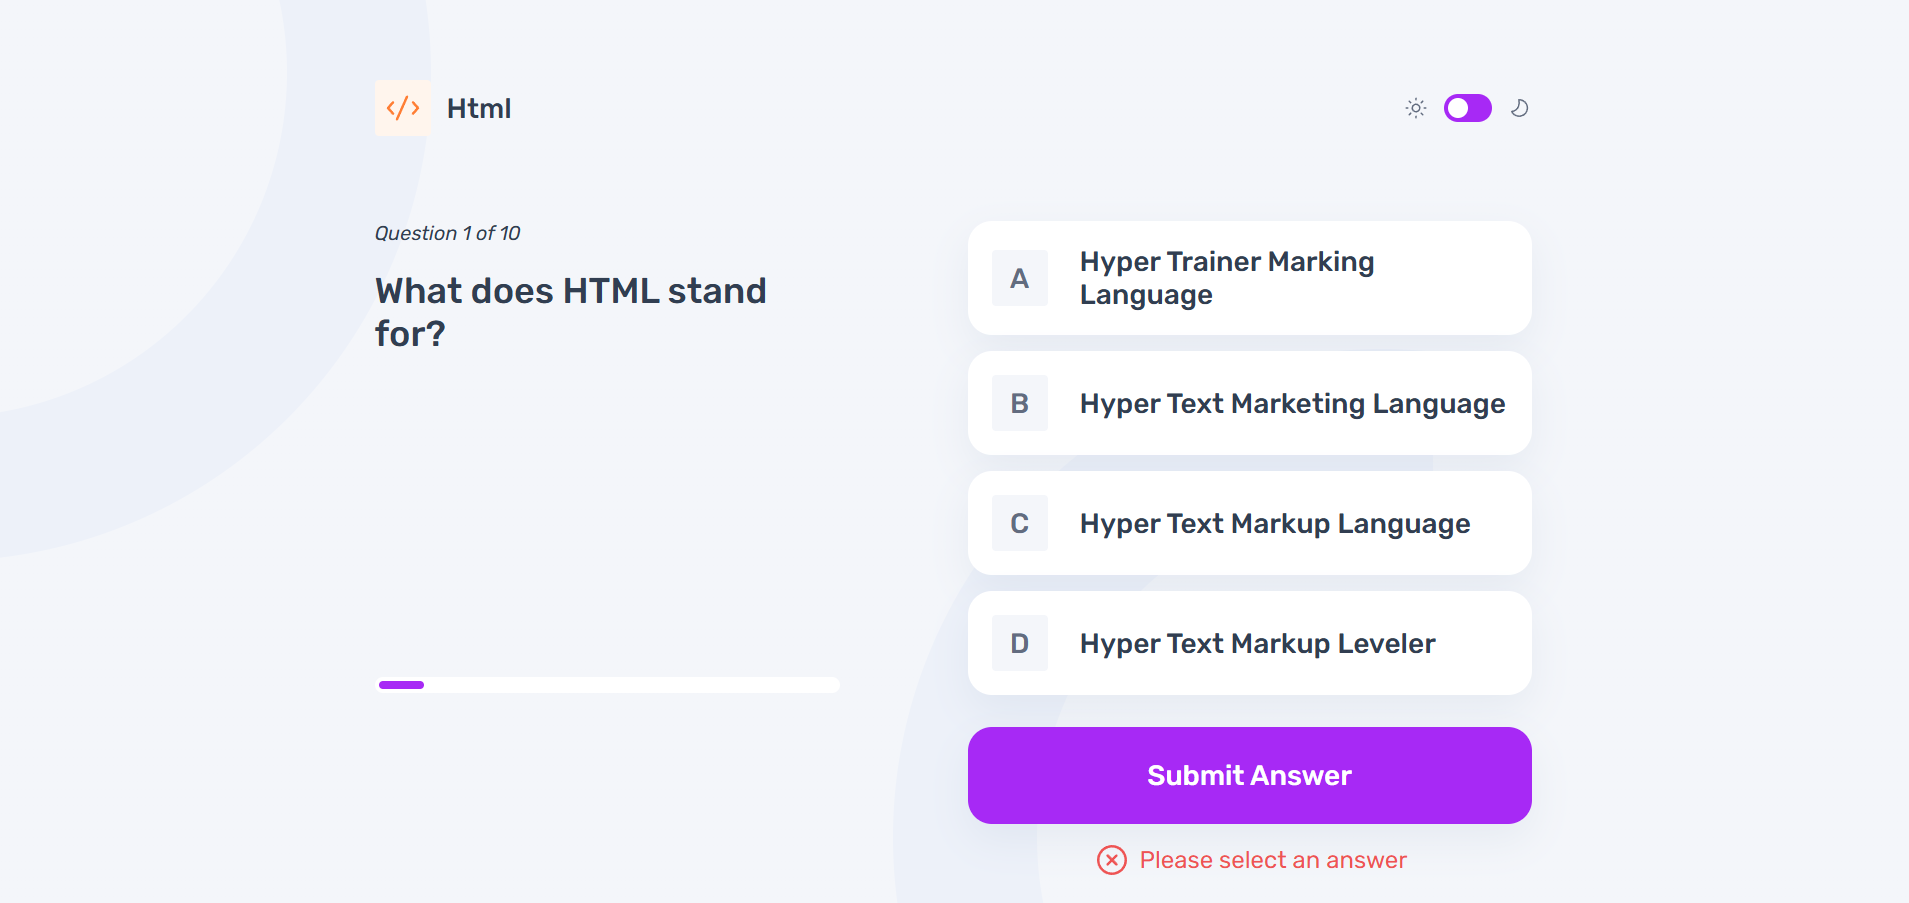 Html
Question 1 of 10
What does HTML stand
for?
A
Hyper Trainer Marking
Language
B
Hyper Text Marketing Language
C
Hyper Text Markup Language
D
Hyper Text Markup Leveler
Submit Answer
Please select an answer